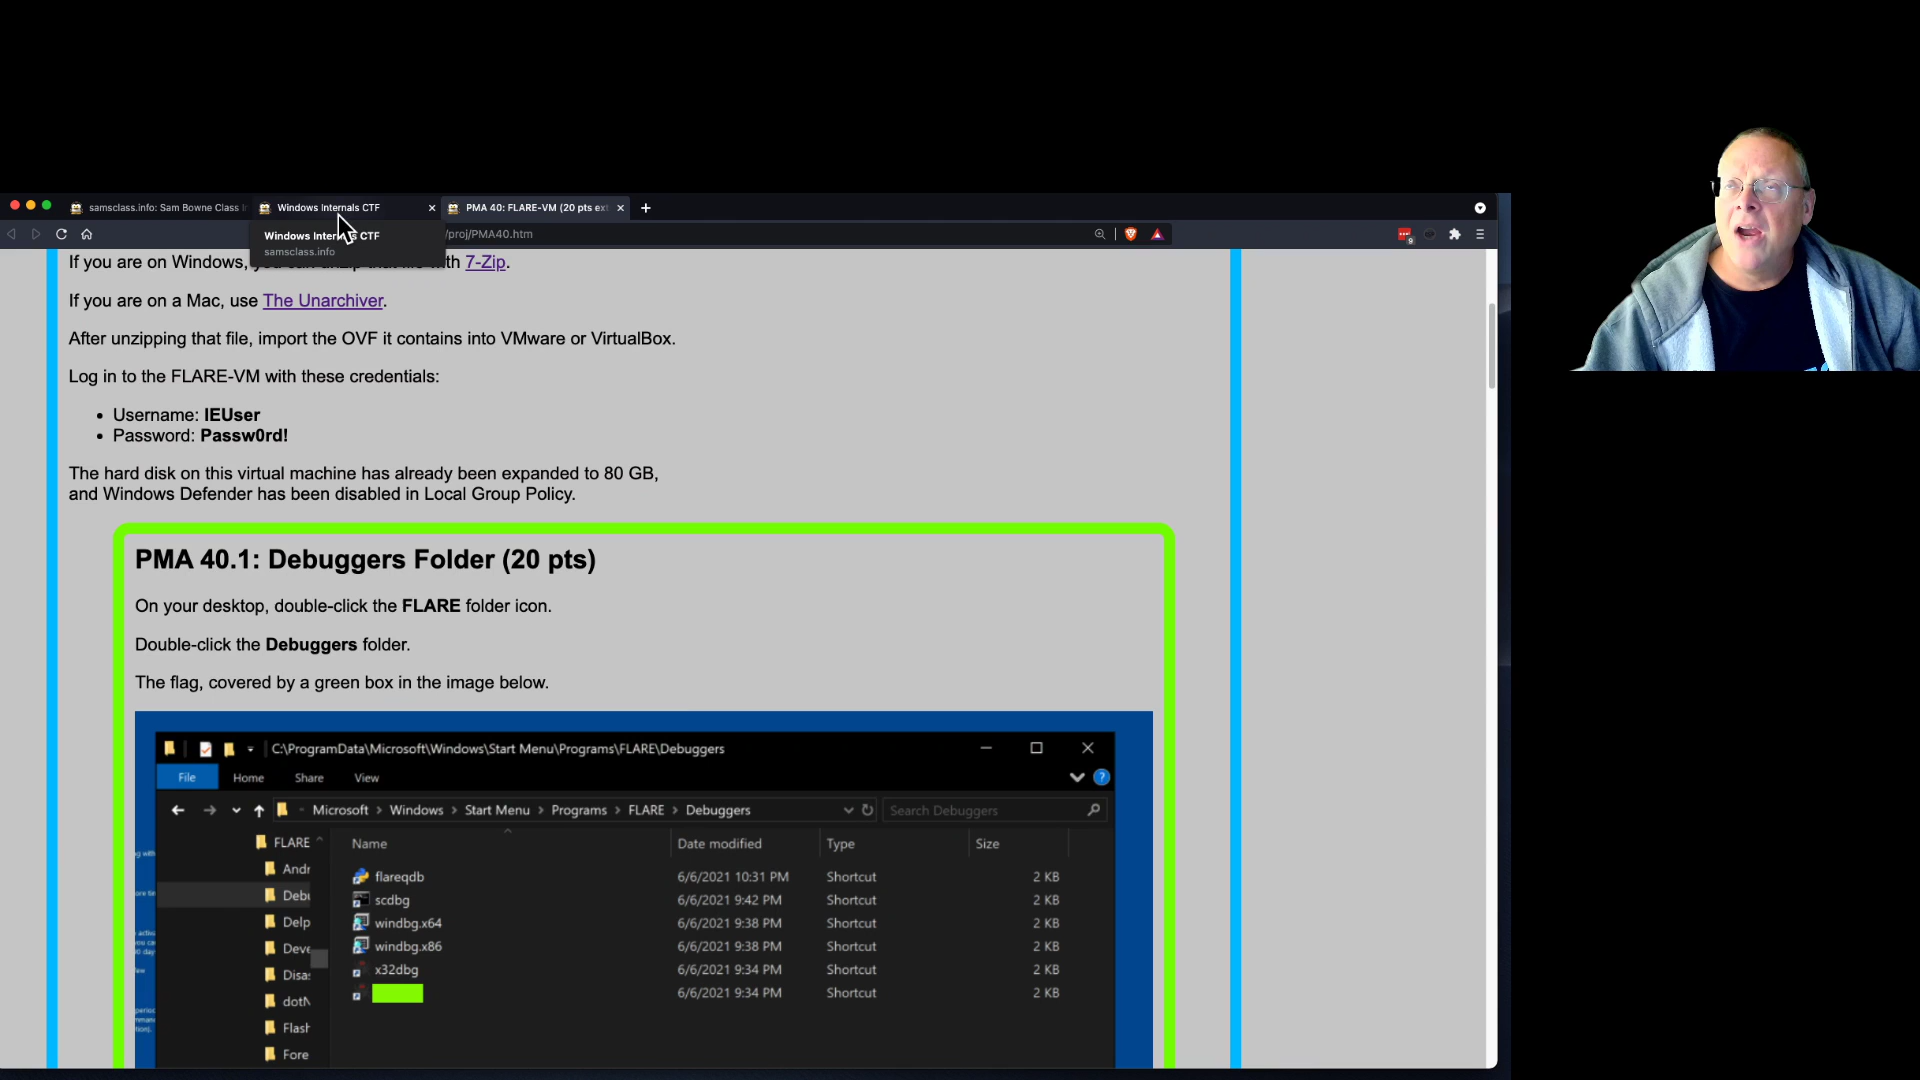 samsclass.info: Sam Bowne Class
Windows Internals CTF
PMA 40: FLARE-VM (20 pts ex
/proj/PMA40.htm
Windows Internals CTF
samsclass.info
9
If you are on Windows, you can unzip that file with 7-Zip.
If you are on a Mac, use The Unarchiver.
After unzipping that file, import the OVF it contains into VMware or VirtualBox.
Log in to the FLARE-VM with these credentials:
• Username: IEUser
• Password: Passw0rd!
The hard disk on this virtual machine has already been expanded to 80 GB,
and Windows Defender has been disabled in Local Group Policy.
PMA 40.1: Debuggers Folder (20 pts)
On your desktop, double-click the FLARE folder icon.
Double-click the Debuggers folder.
The flag, covered by a green box in the image below.
C:\ProgramData\Microsoft\Windows\Start Menu\Programs\FLARE\Debuggers
File Home Share View
Microsoft > Windows > Start Menu > Programs > FLARE > Debuggers
Search Debuggers
FLARE
Andr
Debu
Delp
Deve
Disa
dotN
Flash
Fore
Name Date modified Type Size
flareqdb 6/6/2021 10:31 PM Shortcut 2 KB
scdbg 6/6/2021 9:42 PM Shortcut 2 KB
windbg.x64 6/6/2021 9:38 PM Shortcut 2 KB
windbg.x86 6/6/2021 9:38 PM Shortcut 2 KB
x32dbg 6/6/2021 9:34 PM Shortcut 2 KB
6/6/2021 9:34 PM Shortcut 2 KB